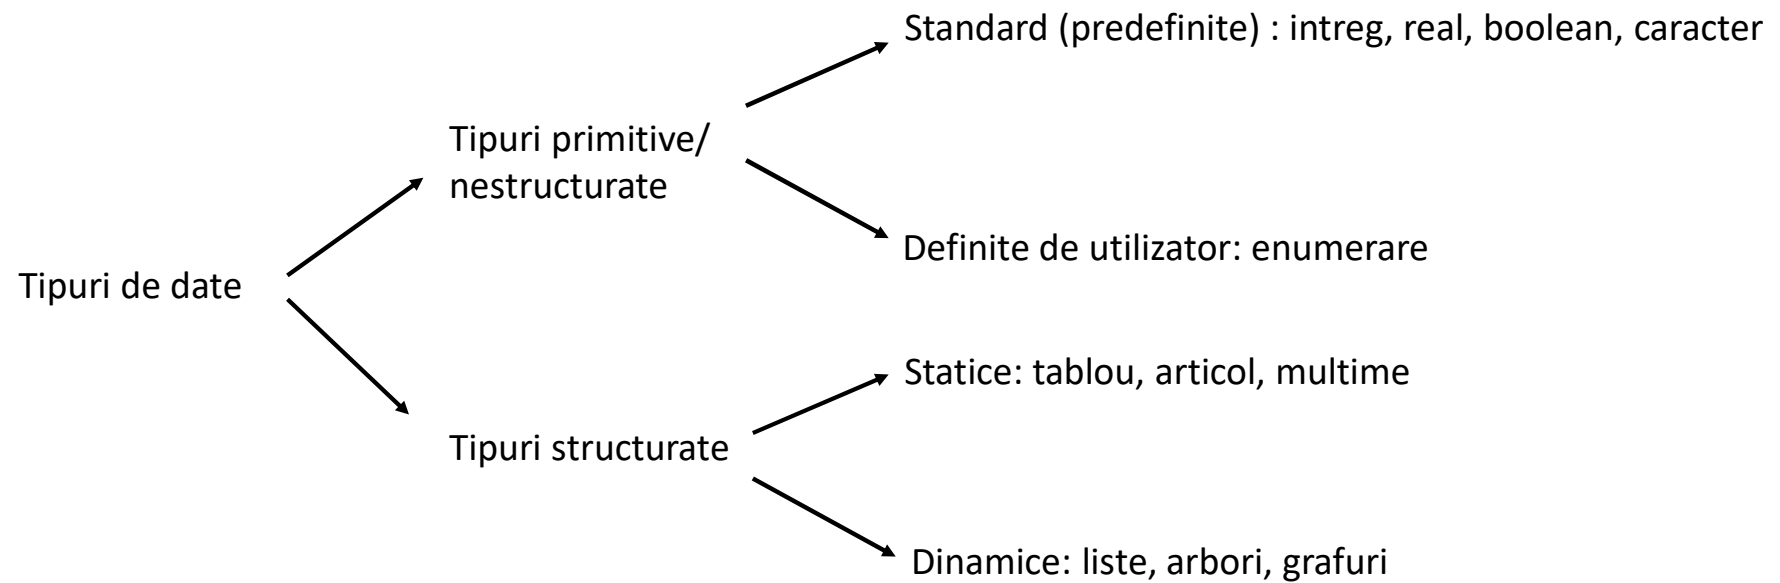 Standard (predefinite) : intreg, real, boolean, caracter
Tipuri primitive/
nestructurate
Definite de utilizator: enumerare
Tipuri de date
Statice: tablou, articol, multime
Tipuri structurate
Dinamice: liste, arbori, grafuri